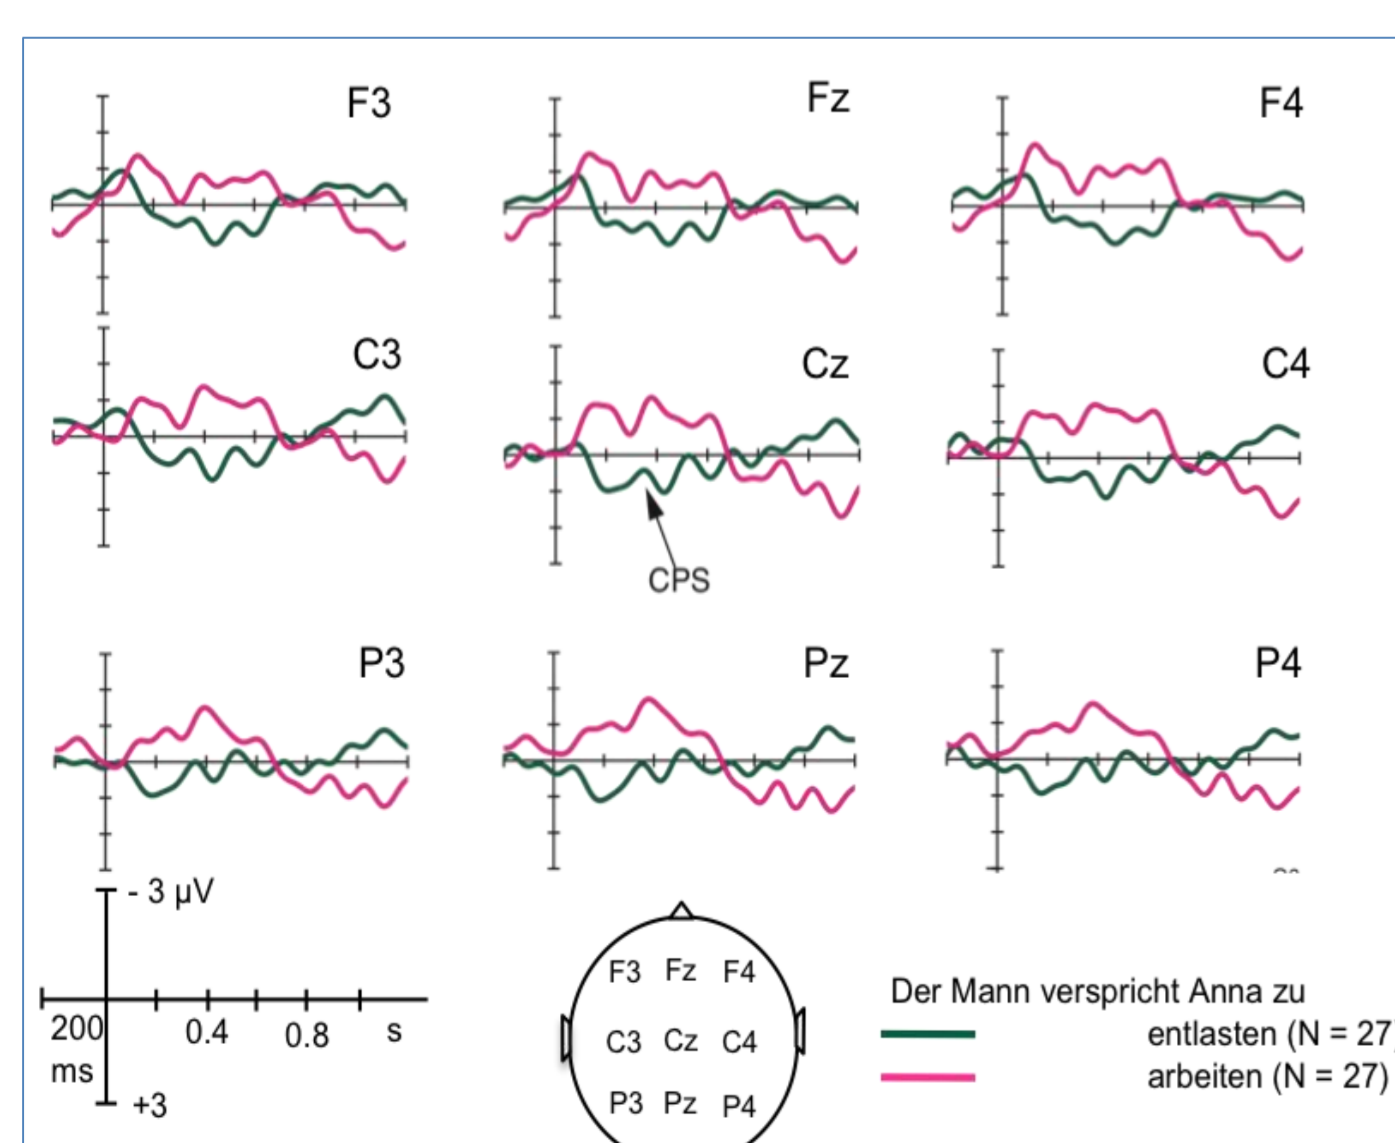 F3 Fz F4
C3 Cz C4
CPS
P3 Pz P4
- 3 µV
200 0.4 0.8 s
ms
+3
F3 Fz F4
C3 Cz C4
P3 Pz P4
Der Mann verspricht Anna zu
entlasten (N = 27)
arbeiten (N = 27)